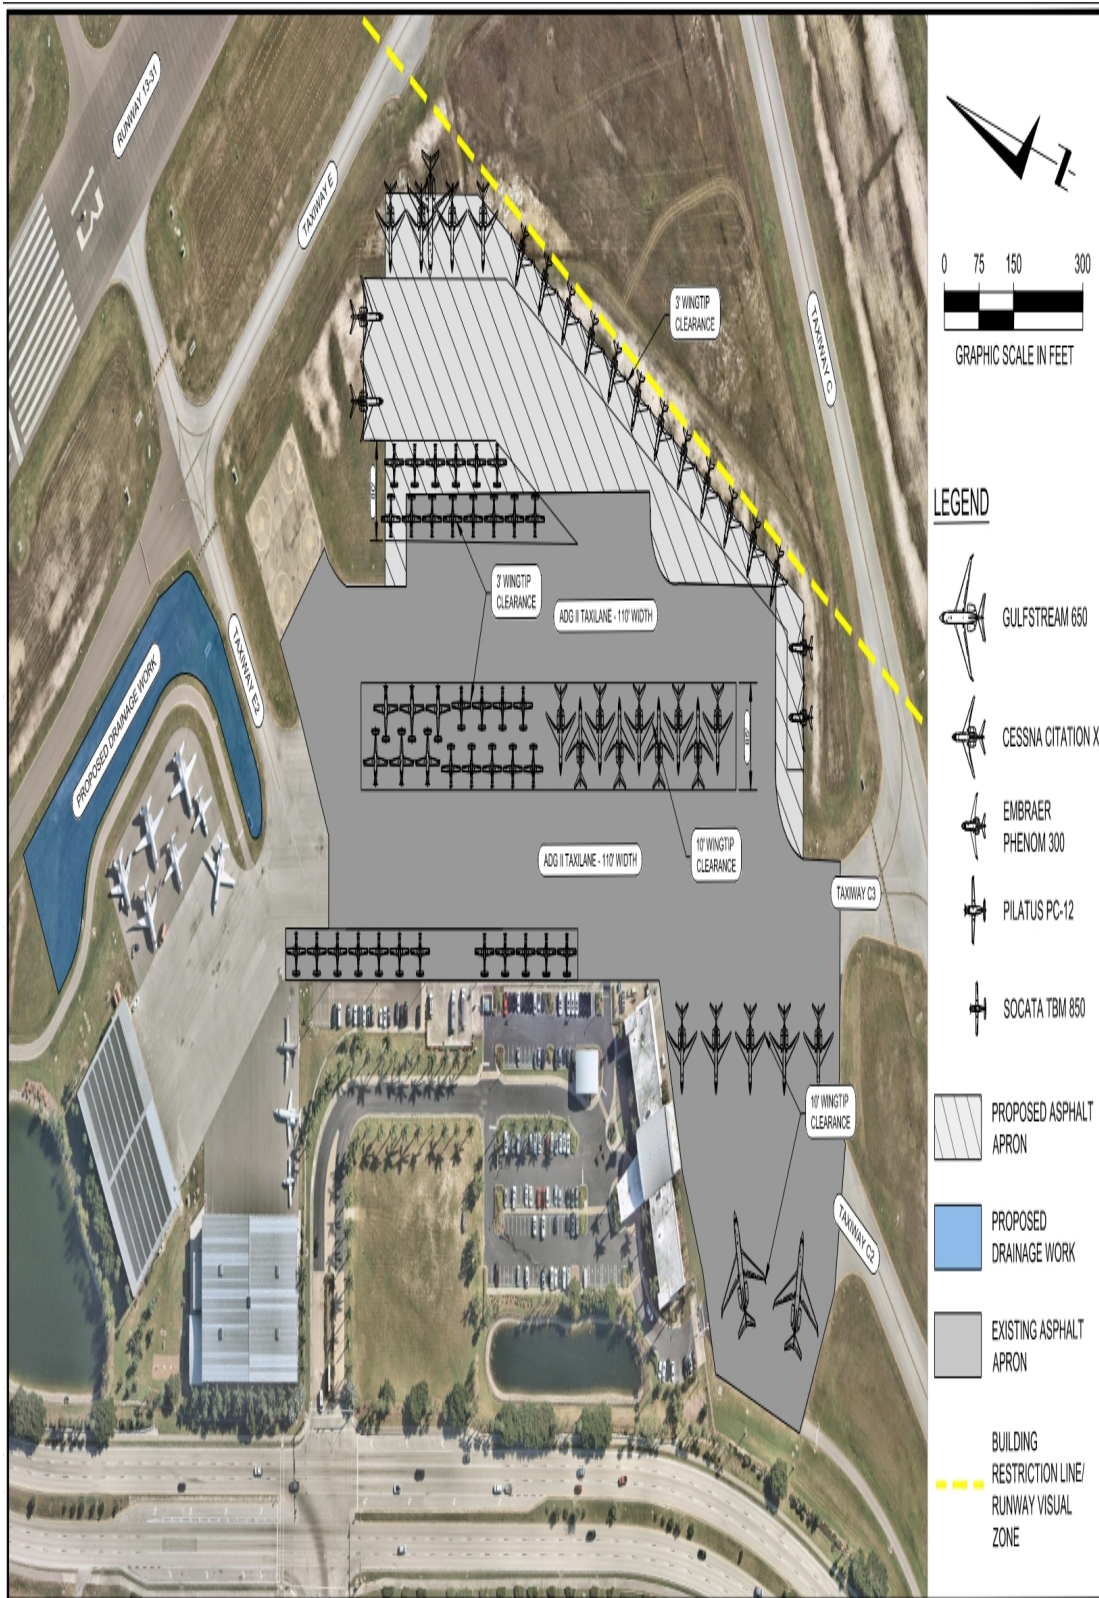 RUNWAY 13-31
13
TAXIWAY E
TAXIWAY C
3' WINGTIP
CLEARANCE
3' WINGTIP
CLEARANCE
ADG II TAXILANE - 110' WIDTH
TAXIWAY E2
PROPOSED DRAINAGE WORK
ADG II TAXILANE - 110' WIDTH
10' WINGTIP
CLEARANCE
TAXIWAY C3
10' WINGTIP
CLEARANCE
TAXIWAY C2
0 75 150 300
GRAPHIC SCALE IN FEET
LEGEND
GULFSTREAM 650
CESSNA CITATION X
EMBRAER
PHENOM 300
PILATUS PC-12
SOCATA TBM 850
PROPOSED ASPHALT
APRON
PROPOSED
DRAINAGE WORK
EXISTING ASPHALT
APRON
BUILDING
RESTRICTION LINE/
RUNWAY VISUAL
ZONE